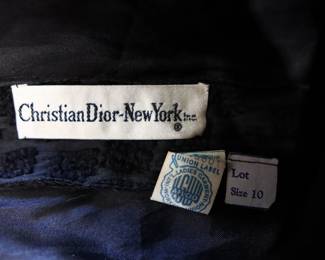 Christian Dior-New York Inc.
®
UNION LABEL
Lot
Size 10